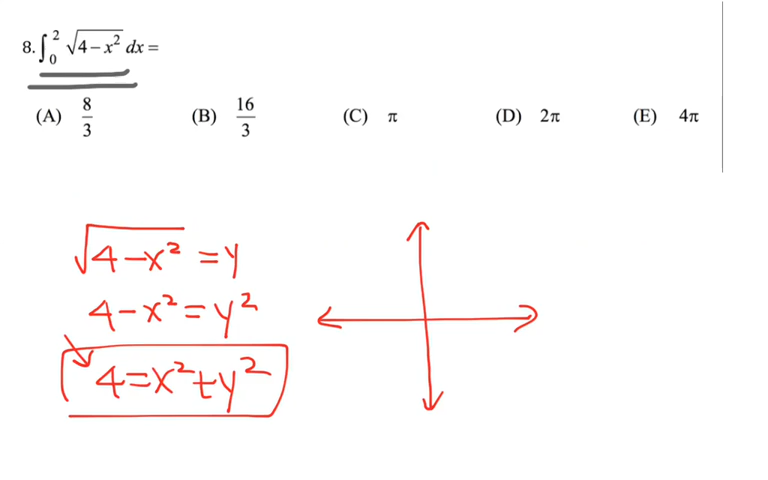 8. ∫₀² √(4−x²) dx =
(A) 8/3 (B) 16/3 (C) π (D) 2π (E) 4π
√(4−x²) = y
4−x² = y²
4=x²+y²